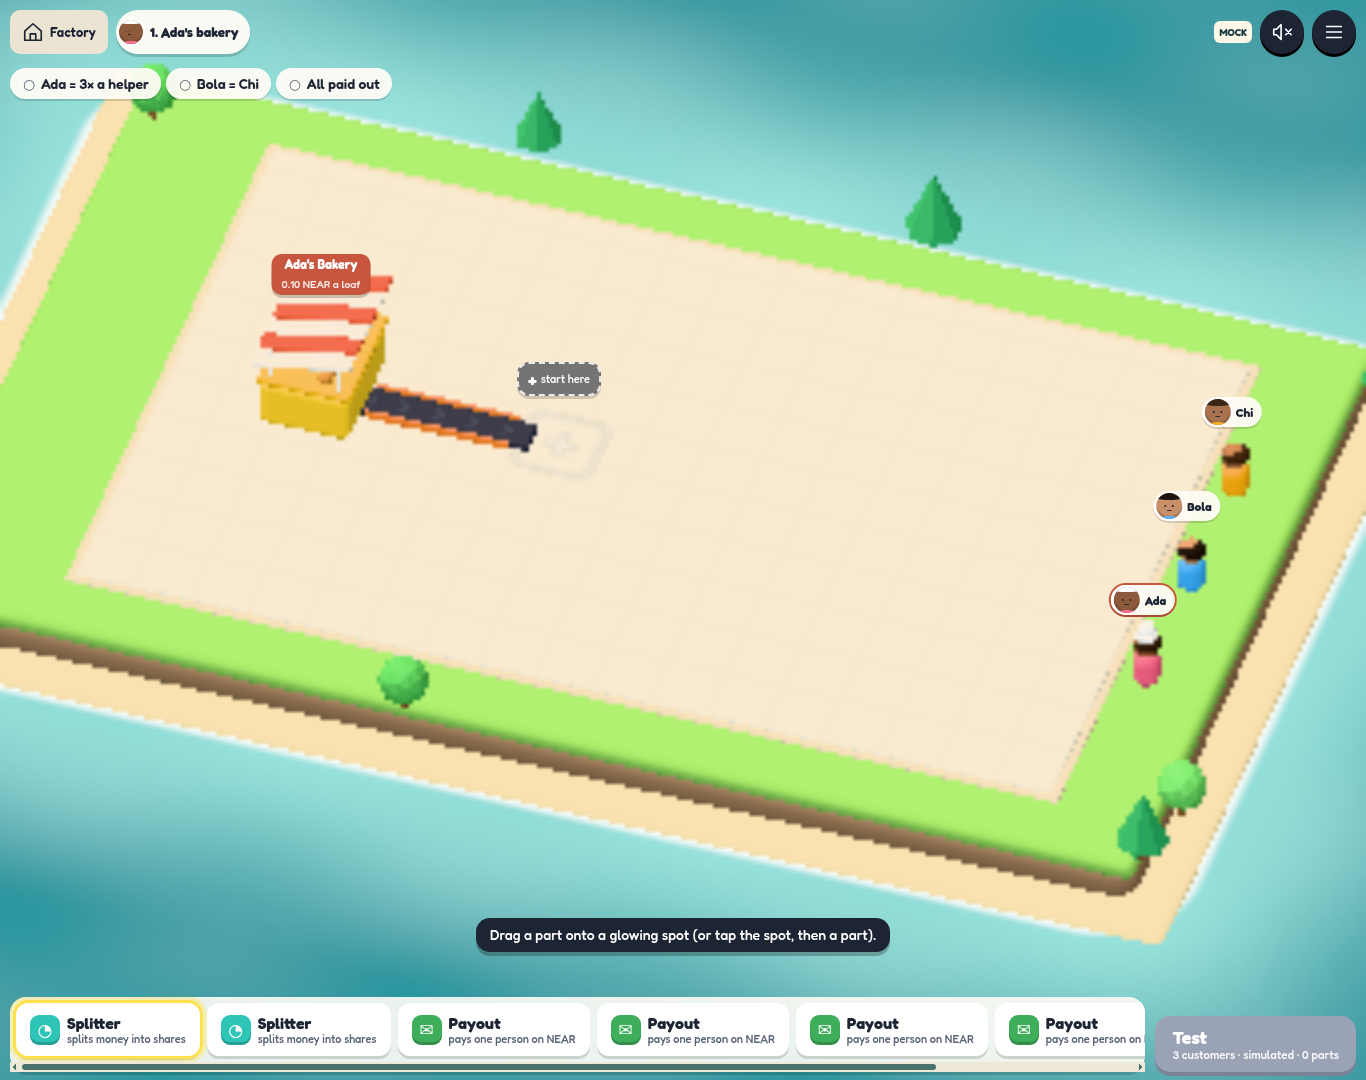 Factory
1. Ada's bakery
MOCK
Ada = 3× a helper
Bola = Chi
All paid out
Ada's Bakery
0.10 NEAR a loaf
+ start here
Chi
Bola
Ada
Drag a part onto a glowing spot (or tap the spot, then a part).
Splitter
splits money into shares
Splitter
splits money into shares
Payout
pays one person on NEAR
Payout
pays one person on NEAR
Payout
pays one person on NEAR
Payout
pays one person on
Test
3 customers · simulated · 0 parts